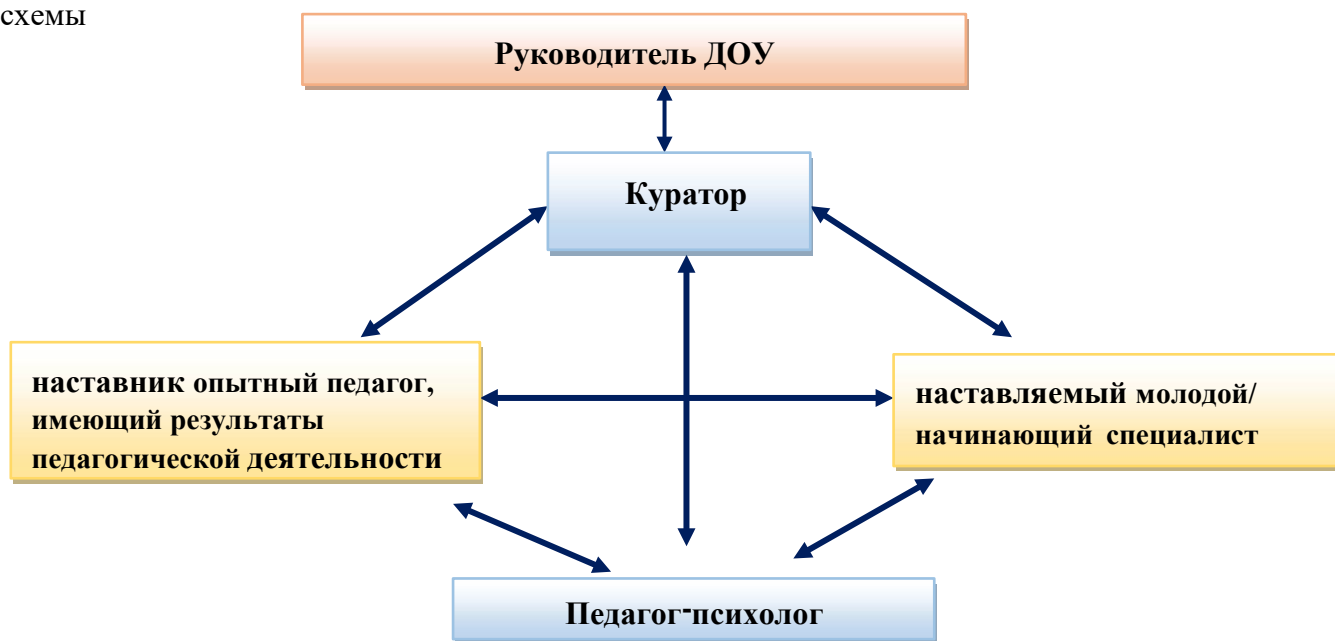 схемы
Руководитель ДОУ
Куратор
наставник опытный педагог,
имеющий результаты
педагогической деятельности
наставляемый молодой/
начинающий специалист
Педагог-психолог